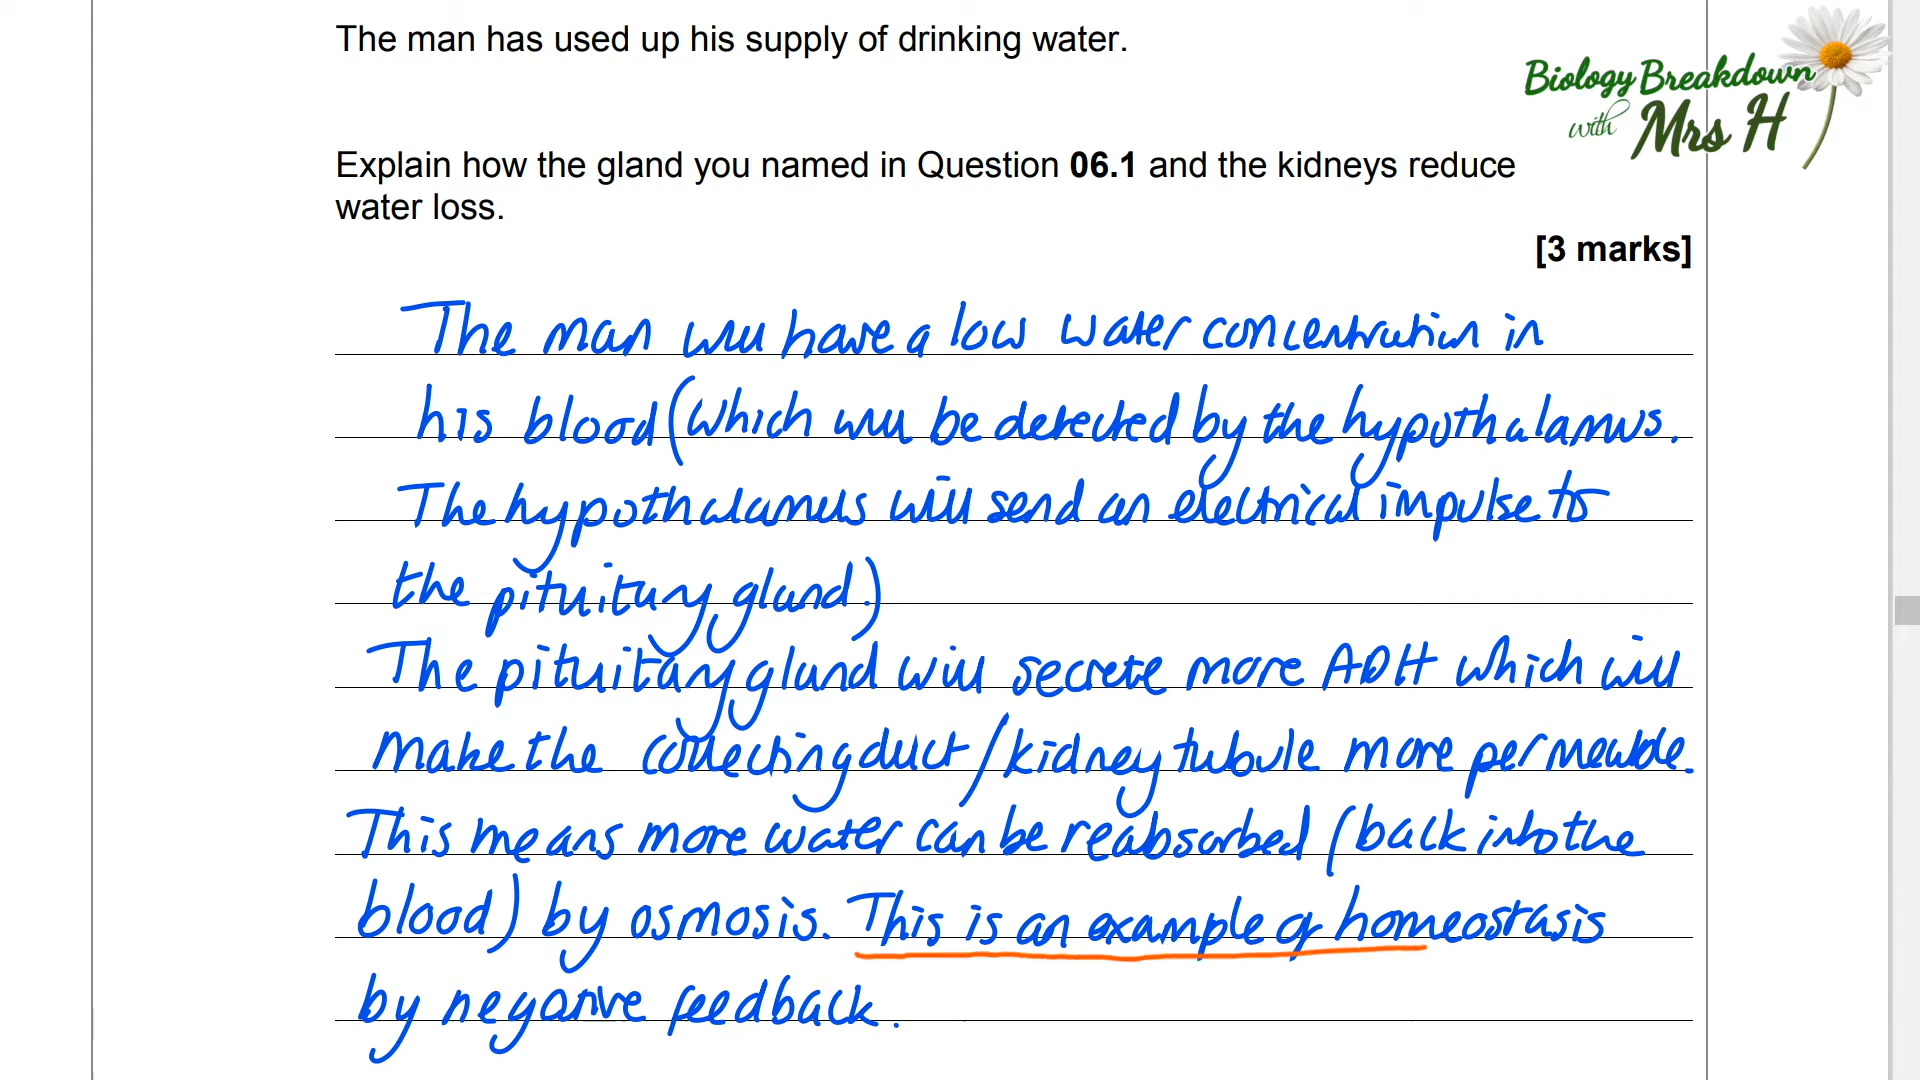 The man has used up his supply of drinking water.
Biology Breakdown
with Mrs H
Explain how the gland you named in Question 06.1 and the kidneys reduce
water loss.
[3 marks]
The man will have a low water concentration in
his blood (which will be detected by the hypothalamus.
The hypothalamus will send an electrical impulse to
the pituitary gland.)
The pituitary gland will secrete more ADH which will
make the collecting duct/kidney tubule more permeable.
This means more water can be reabsorbed (back into the
blood) by osmosis. This is an example of homeostasis
by negative feedback.